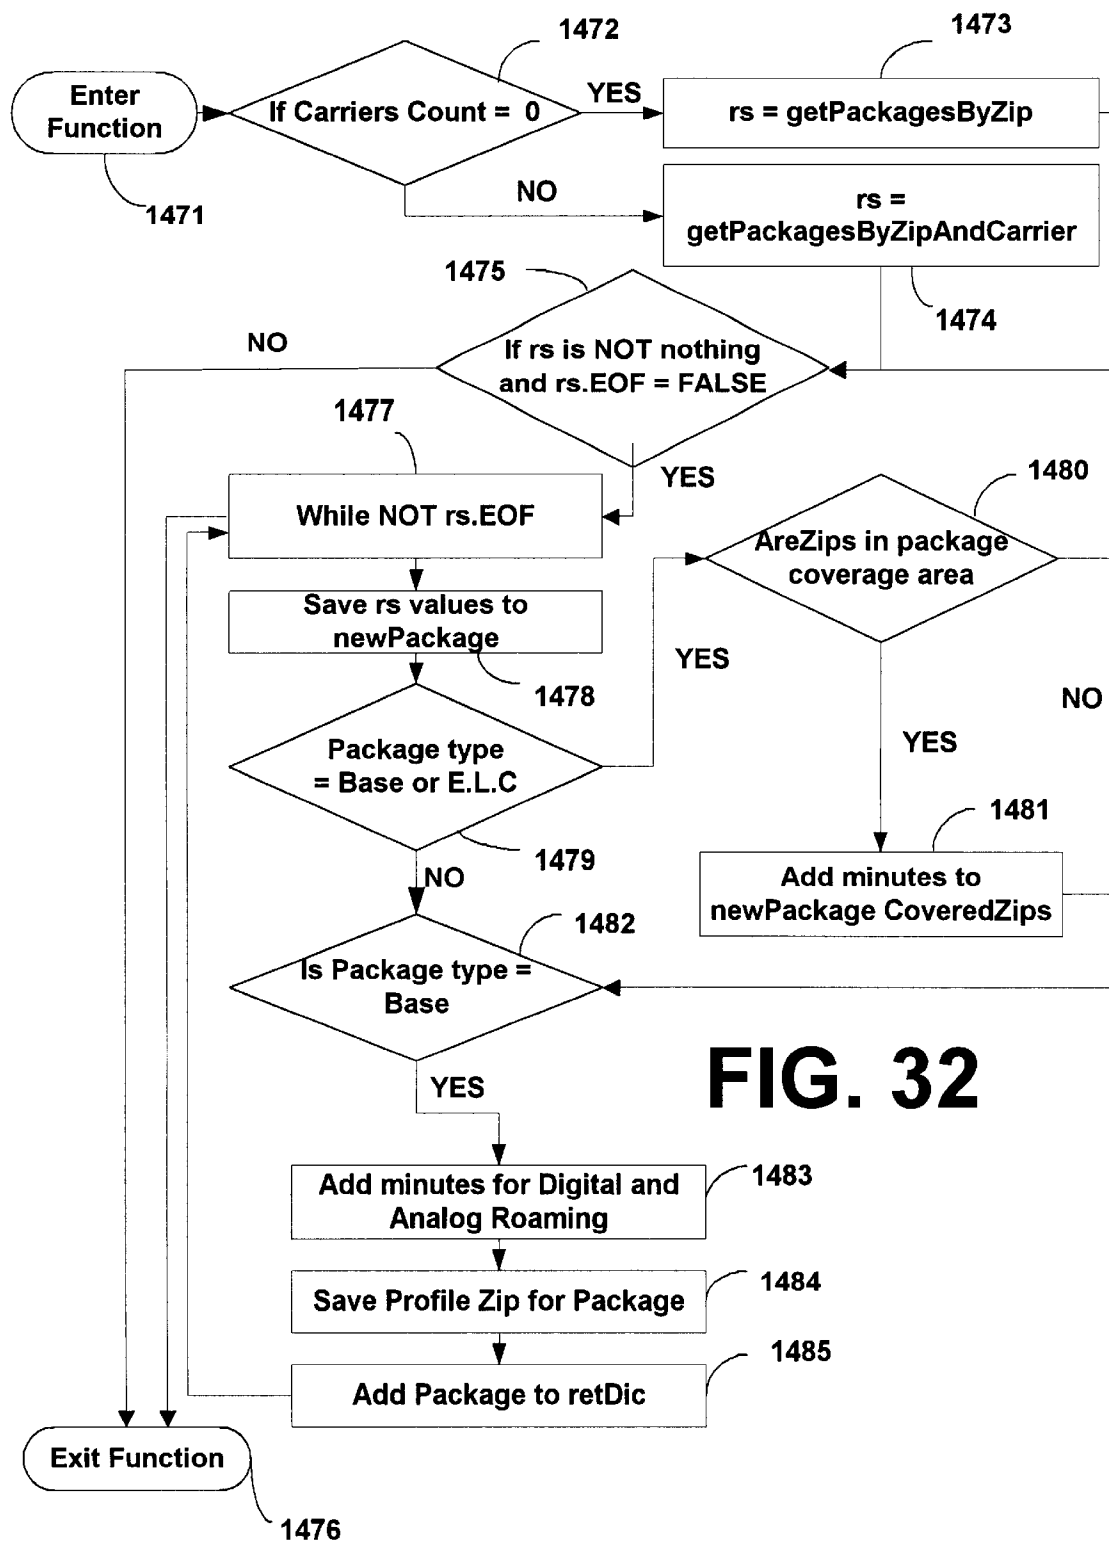 1472
1473
Enter
Function
If Carriers Count = 0
YES
rs = getPackagesByZip
1471
NO
rs =
getPackagesByZipAndCarrier
1475
1474
NO
If rs is NOT nothing
and rs.EOF = FALSE
1477
YES
1480
While NOT rs.EOF
AreZips in package
coverage area
Save rs values to
newPackage
YES
1478
NO
Package type
= Base or E.L.C
YES
1481
1479
NO
Add minutes to
newPackage CoveredZips
1482
Is Package type =
Base
FIG. 32
YES
1483
Add minutes for Digital and
Analog Roaming
1484
Save Profile Zip for Package
1485
Add Package to retDic
Exit Function
1476